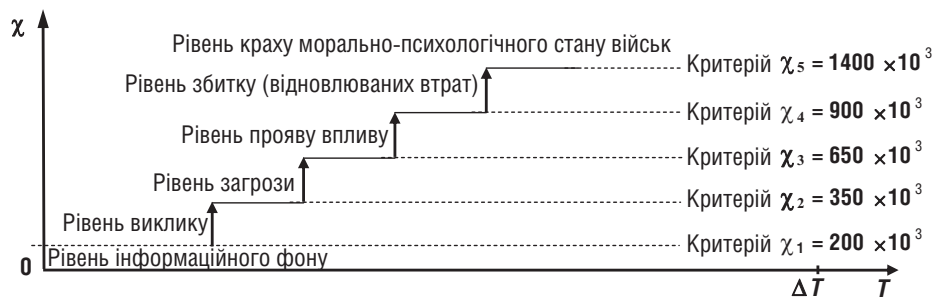 χ
Рівень краху морально-психологічного стану військ
Критерій χ₅ = 1400 ×10³
Рівень збитку (відновлюваних втрат)
Критерій χ₄ = 900 ×10³
Рівень прояву впливу
Критерій χ₃ = 650 ×10³
Рівень загрози
Критерій χ₂ = 350 ×10³
Рівень виклику
Критерій χ₁ = 200 ×10³
0
Рівень інформаційного фону
Δ T
T